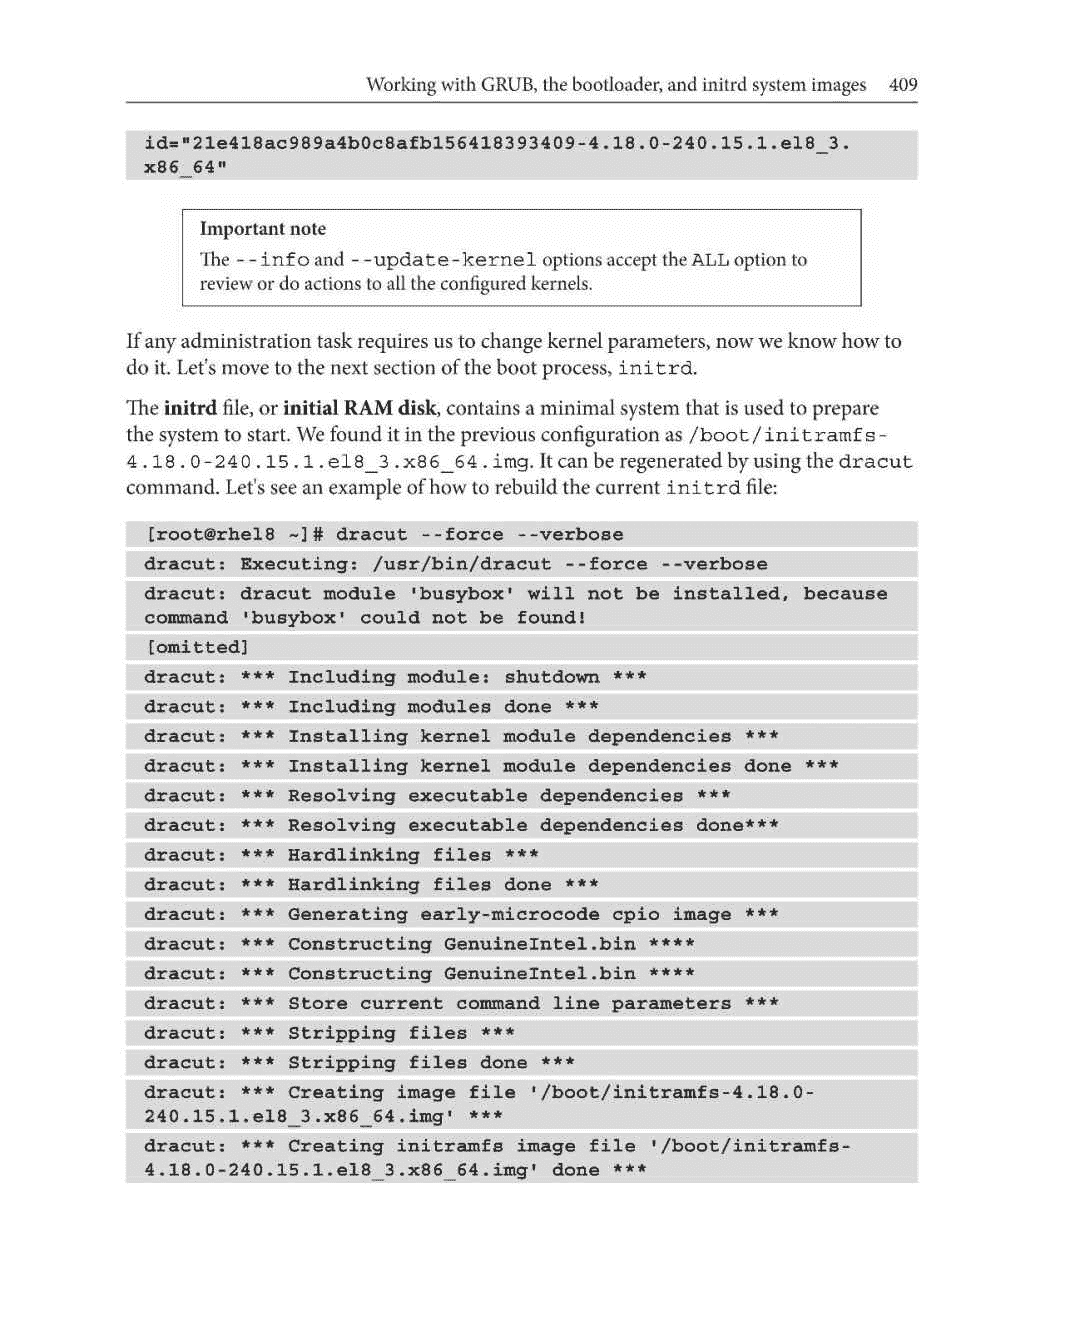 Working with GRUB, the bootloader, and initrd system images 409
id="21e418ac989a4b0c8afb156418393409-4.18.0-240.15.1.el8_3.
x86_64"
Important note
The --info and --update-kernel options accept the ALL option to
review or do actions to all the configured kernels.
If any administration task requires us to change kernel parameters, now we know how to
do it. Let's move to the next section of the boot process, initrd.
The initrd file, or initial RAM disk, contains a minimal system that is used to prepare
the system to start. We found it in the previous configuration as /boot/initramfs-
4.18.0-240.15.1.el8_3.x86_64.img. It can be regenerated by using the dracut
command. Let's see an example of how to rebuild the current initrd file:
[root@rhel8 ~]# dracut --force --verbose
dracut: Executing: /usr/bin/dracut --force --verbose
dracut: dracut module 'busybox' will not be installed, because
command 'busybox' could not be found!
[omitted]
dracut: *** Including module: shutdown ***
dracut: *** Including modules done ***
dracut: *** Installing kernel module dependencies ***
dracut: *** Installing kernel module dependencies done ***
dracut: *** Resolving executable dependencies ***
dracut: *** Resolving executable dependencies done***
dracut: *** Hardlinking files ***
dracut: *** Hardlinking files done ***
dracut: *** Generating early-microcode cpio image ***
dracut: *** Constructing GenuineIntel.bin ****
dracut: *** Constructing GenuineIntel.bin ****
dracut: *** Store current command line parameters ***
dracut: *** Stripping files ***
dracut: *** Stripping files done ***
dracut: *** Creating image file '/boot/initramfs-4.18.0-
240.15.1.el8_3.x86_64.img' ***
dracut: *** Creating initramfs image file '/boot/initramfs-
4.18.0-240.15.1.el8_3.x86_64.img' done ***